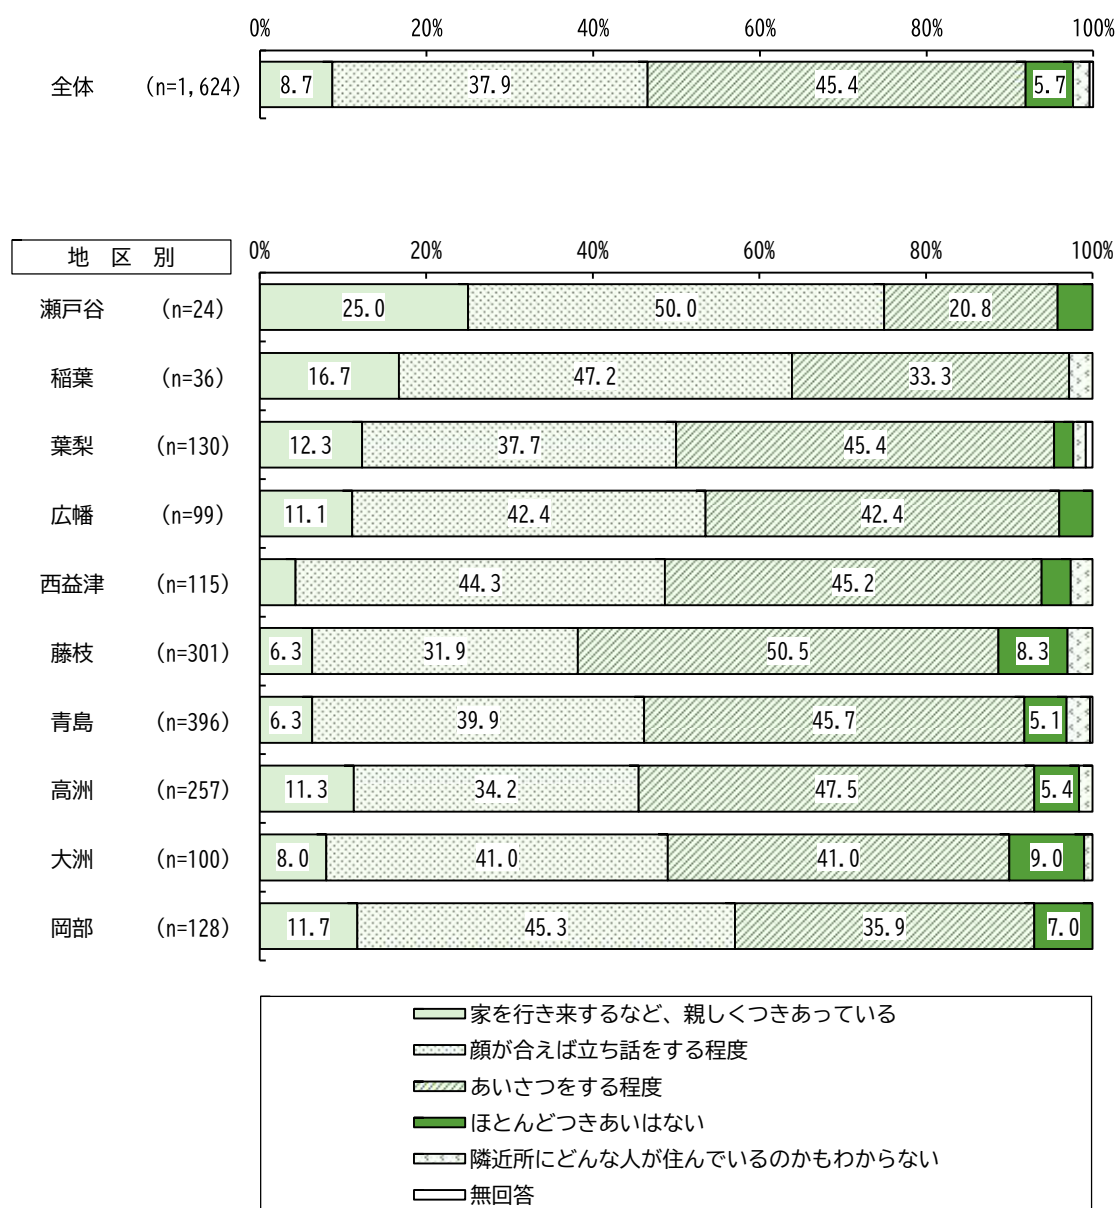 0% 20% 40% 60% 80% 100%
全体 (n=1,624) 8.7 37.9 45.4 5.7
地 区 別 0% 20% 40% 60% 80% 100%
瀬戸谷 (n=24) 25.0 50.0 20.8
稲葉 (n=36) 16.7 47.2 33.3
葉梨 (n=130) 12.3 37.7 45.4
広幡 (n=99) 11.1 42.4 42.4
西益津 (n=115) 44.3 45.2
藤枝 (n=301) 6.3 31.9 50.5 8.3
青島 (n=396) 6.3 39.9 45.7 5.1
高洲 (n=257) 11.3 34.2 47.5 5.4
大洲 (n=100) 8.0 41.0 41.0 9.0
岡部 (n=128) 11.7 45.3 35.9 7.0
家を行き来するなど、親しくつきあっている
顔が合えば立ち話をする程度
あいさつをする程度
ほとんどつきあいはない
隣近所にどんな人が住んでいるのかもわからない
無回答